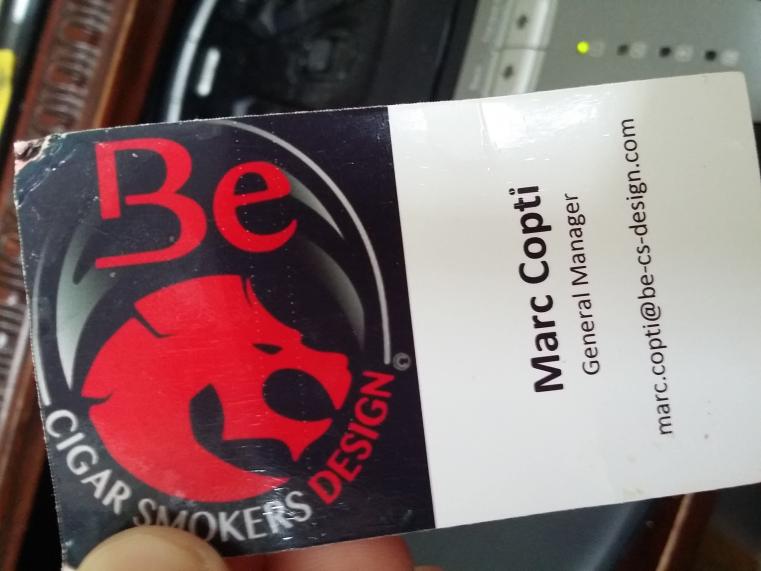 Be
CIGAR SMOKERS DESIGN
©
Marc Copti
General Manager
marc.copti@be-cs-design.com